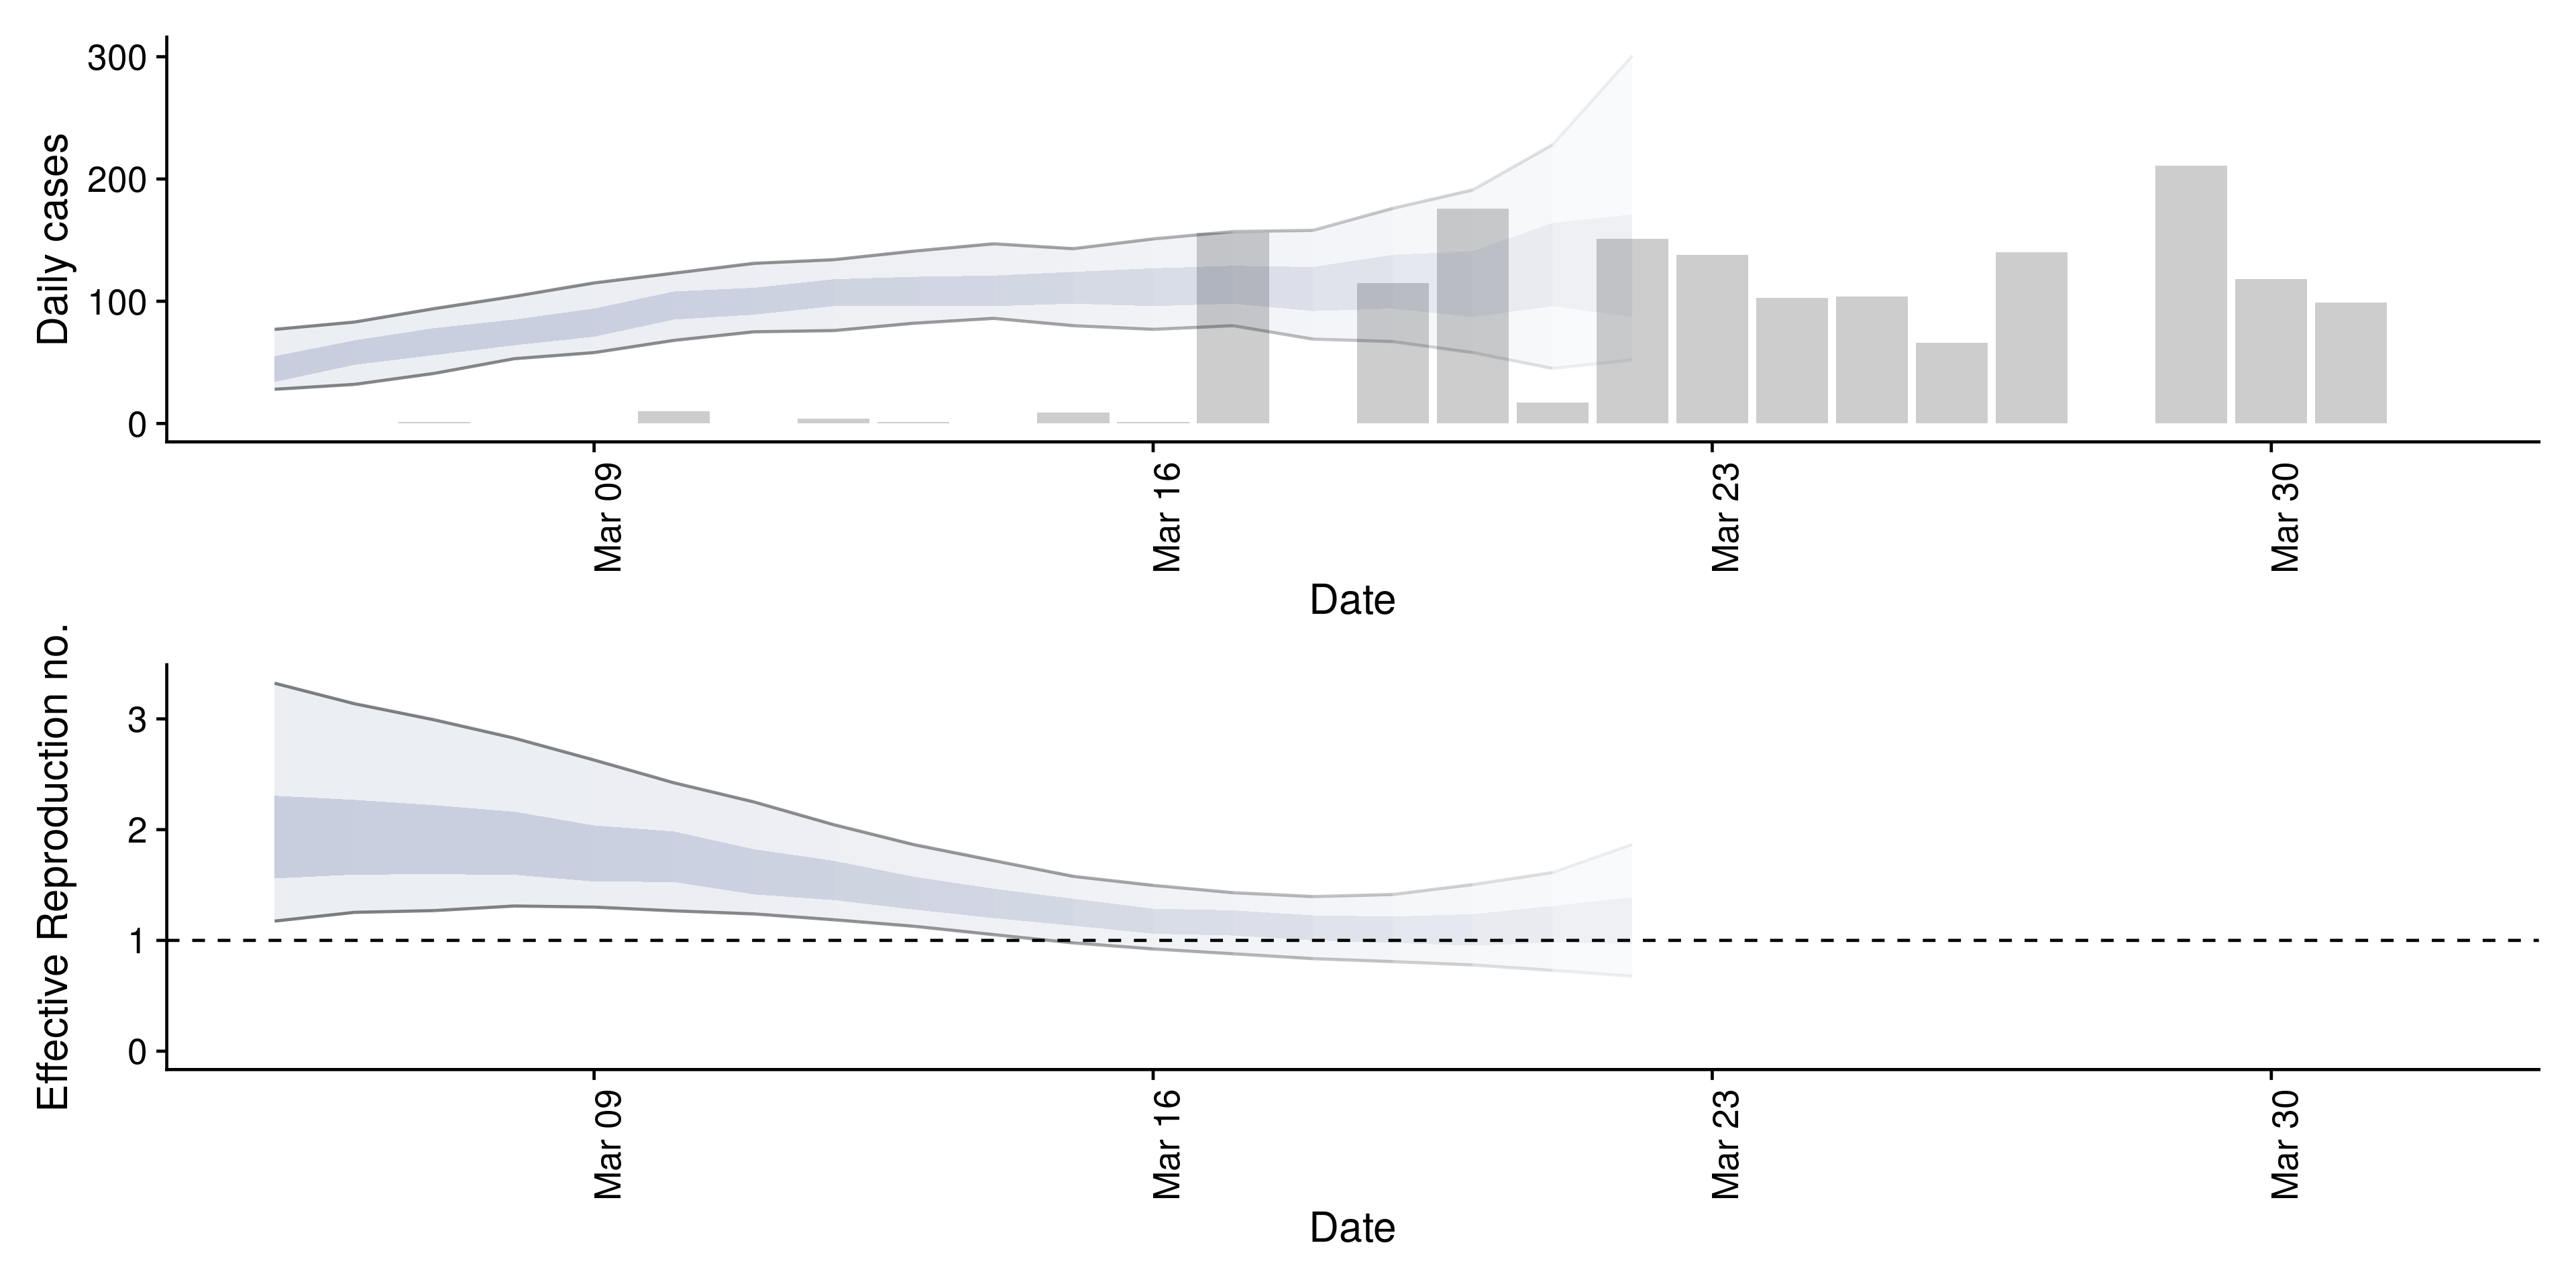 Daily cases
300
200
100
0
Mar 09
Mar 16
Mar 23
Mar 30
Date
Effective Reproduction no.
3
2
1
0
Mar 09
Mar 16
Mar 23
Mar 30
Date